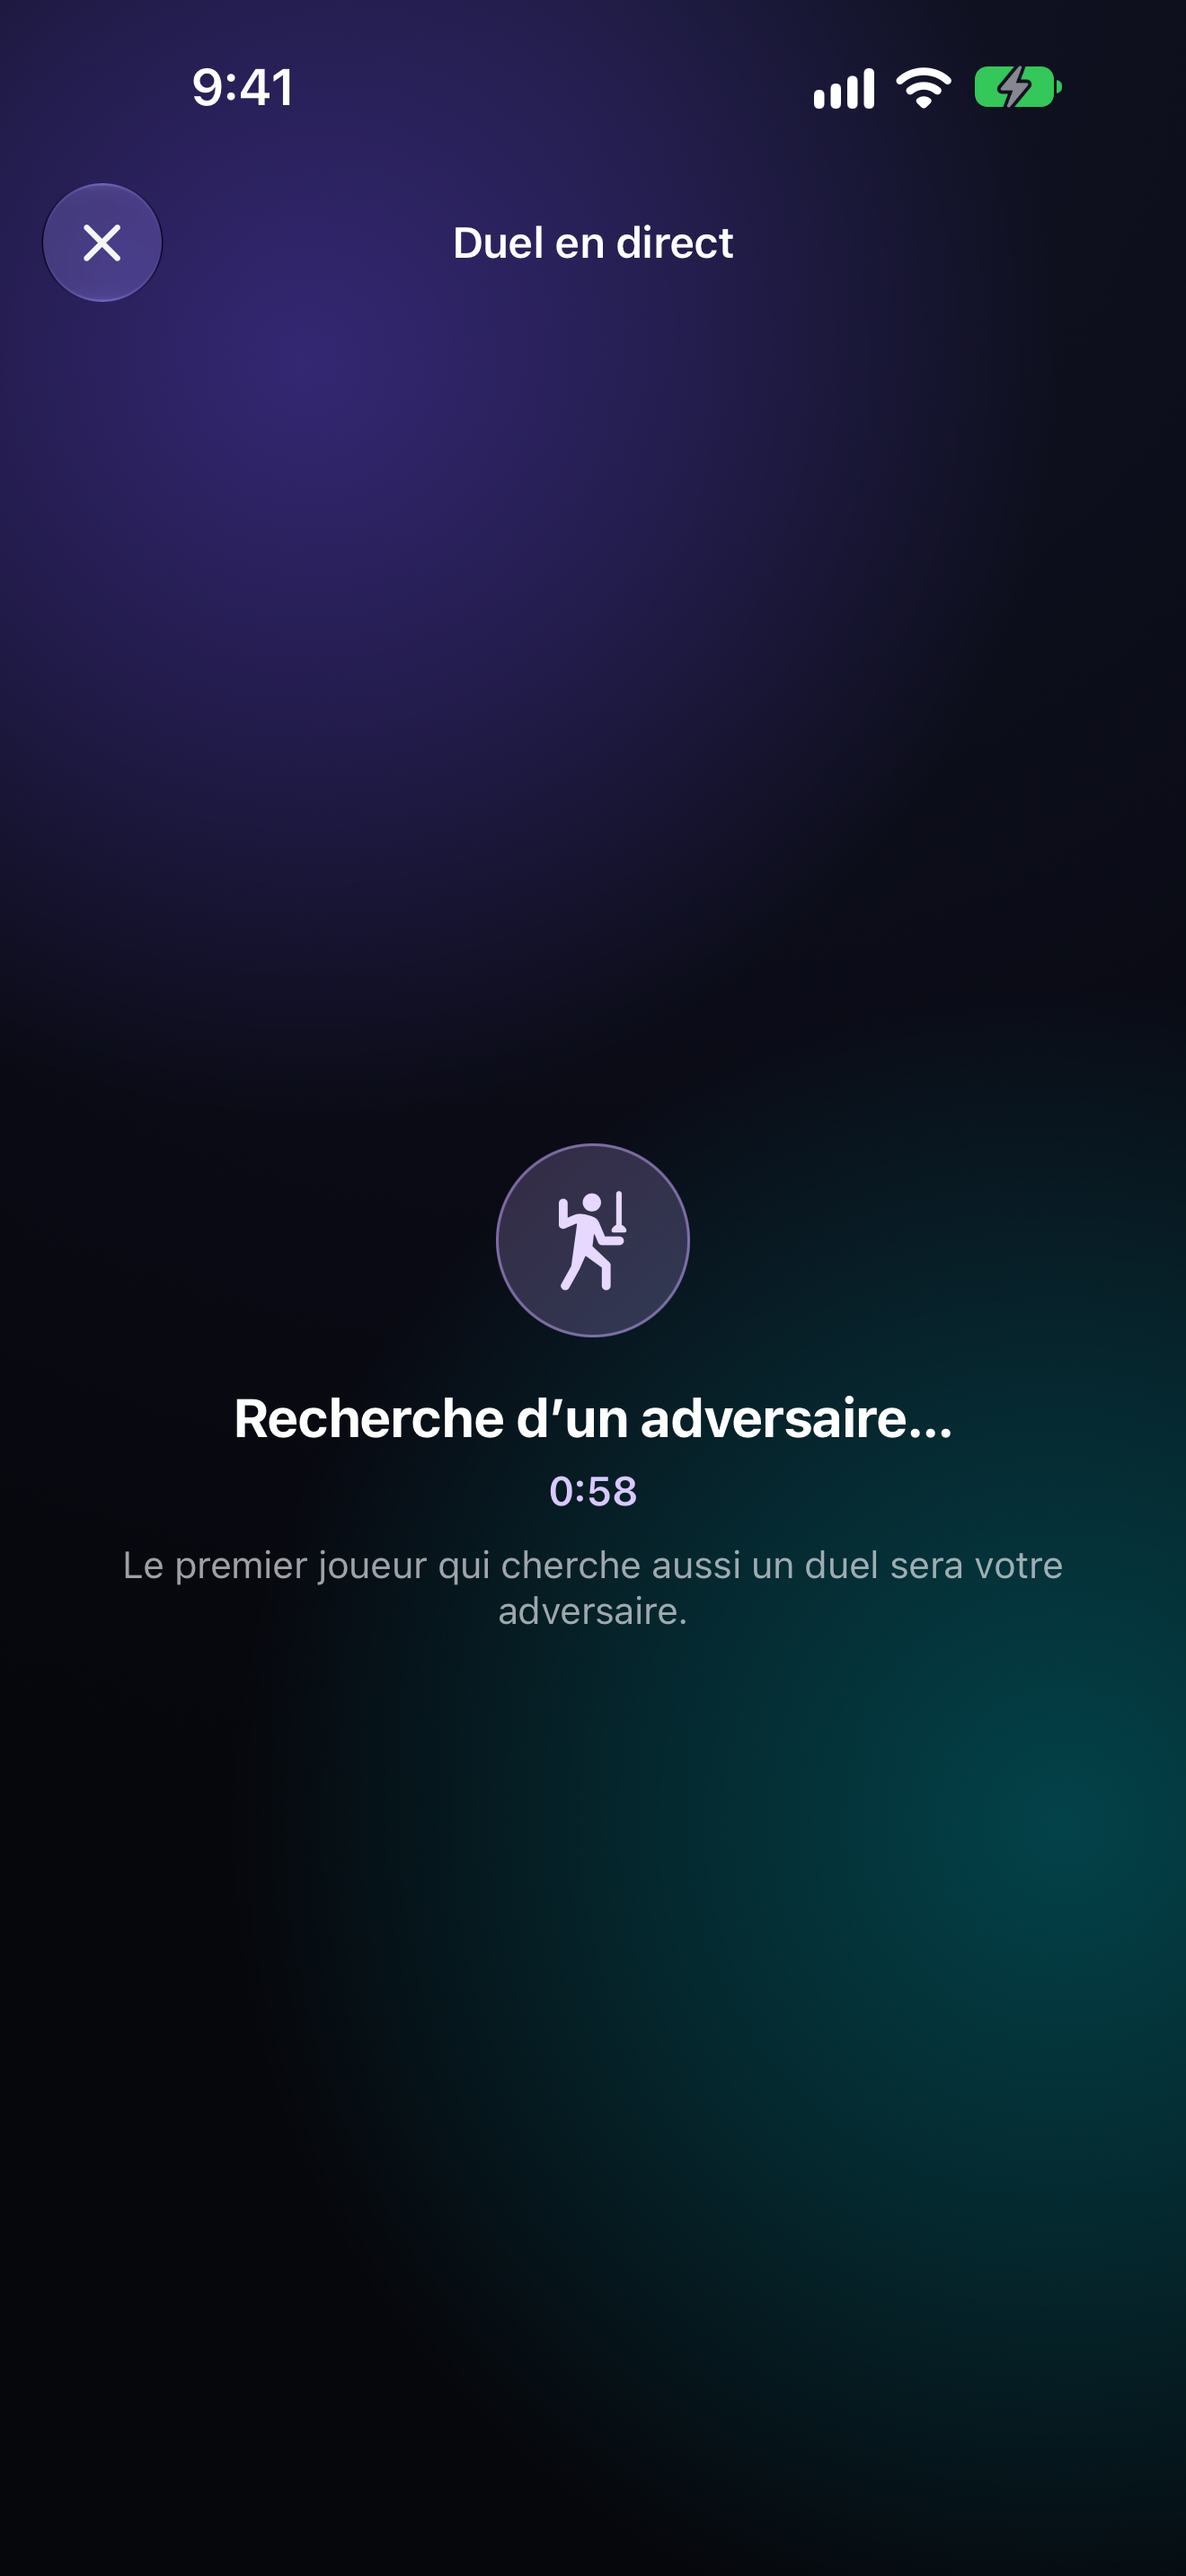 9:41
Duel en direct
Recherche d’un adversaire...
0:58
Le premier joueur qui cherche aussi un duel sera votre
adversaire.